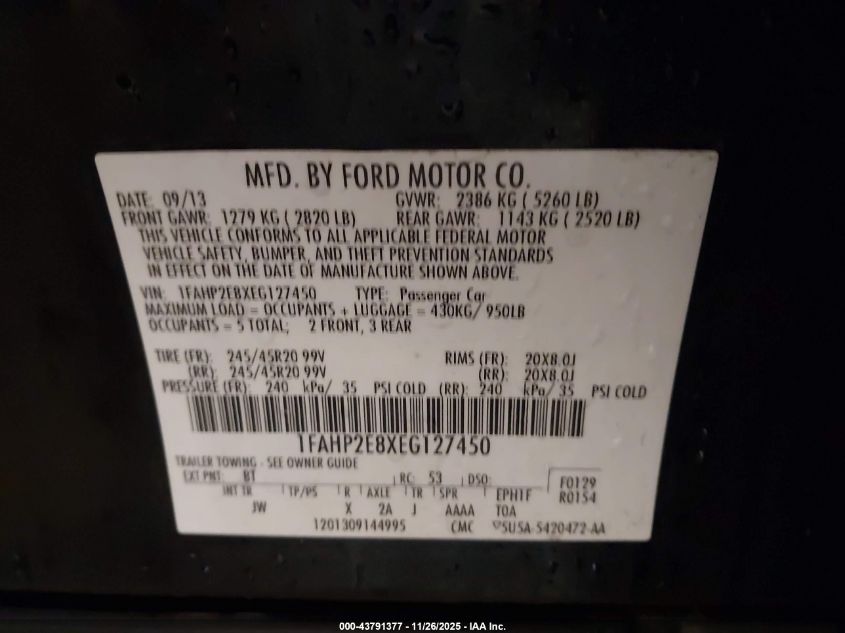 MFD. BY FORD MOTOR CO.
DATE: 09/13 GVWR: 2386 KG ( 5260 LB)
FRONT GAWR: 1279 KG ( 2820 LB) REAR GAWR: 1143 KG ( 2520 LB)
THIS VEHICLE CONFORMS TO ALL APPLICABLE FEDERAL MOTOR
VEHICLE SAFETY, BUMPER, AND THEFT PREVENTION STANDARDS
IN EFFECT ON THE DATE OF MANUFACTURE SHOWN ABOVE.
VIN: 1FAHP2E8XEG127450 TYPE: Passenger Car
MAXIMUM LOAD = OCCUPANTS + LUGGAGE = 430KG/ 950LB
OCCUPANTS = 5 TOTAL; 2 FRONT, 3 REAR
TIRE (FR): 245/45R20 99V RIMS (FR): 20X8.0J
(RR): 245/45R20 99V (RR): 20X8.0J
PRESSURE (FR): 240 kPa/ 35 PSI COLD (RR): 240 kPa/ 35 PSI COLD
1FAHP2E8XEG127450
TRAILER TOWING - SEE OWNER GUIDE
EXT PNT: BT RC: 53 DSO: F0129
INT TR TP/PS R AXLE TR SPR EPH1F R0154
JW X 2A J AAAA TOA
1201309144995 CMC SU5A-5420472-AA
000-43791377 - 11/26/2025 - IAA Inc.